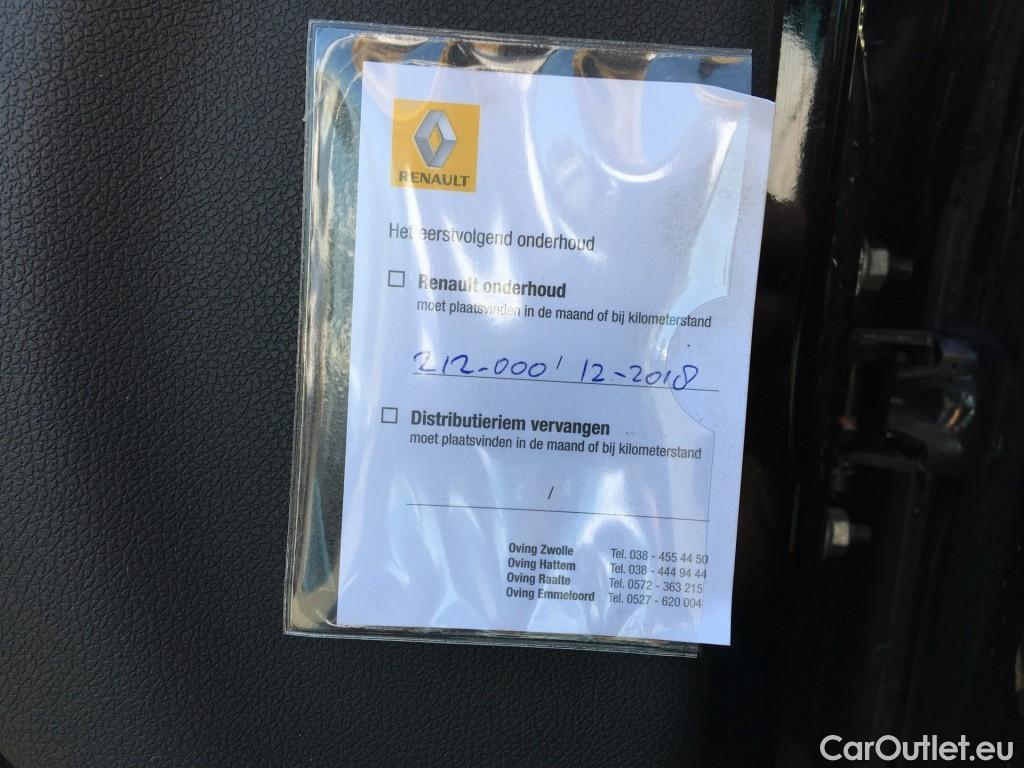 RENAULT
Het eerstvolgend onderhoud
Renault onderhoud
moet plaatsvinden in de maand of bij kilometerstand
212-000 / 12-2018
Distributieriem vervangen
moet plaatsvinden in de maand of bij kilometerstand
/
Oving Zwolle Tel. 038 - 455 44 50
Oving Hattem Tel. 038 - 444 94 44
Oving Raalte Tel. 0572 - 363 215
Oving Emmeloord Tel. 0527 - 620 004
CarOutlet.eu